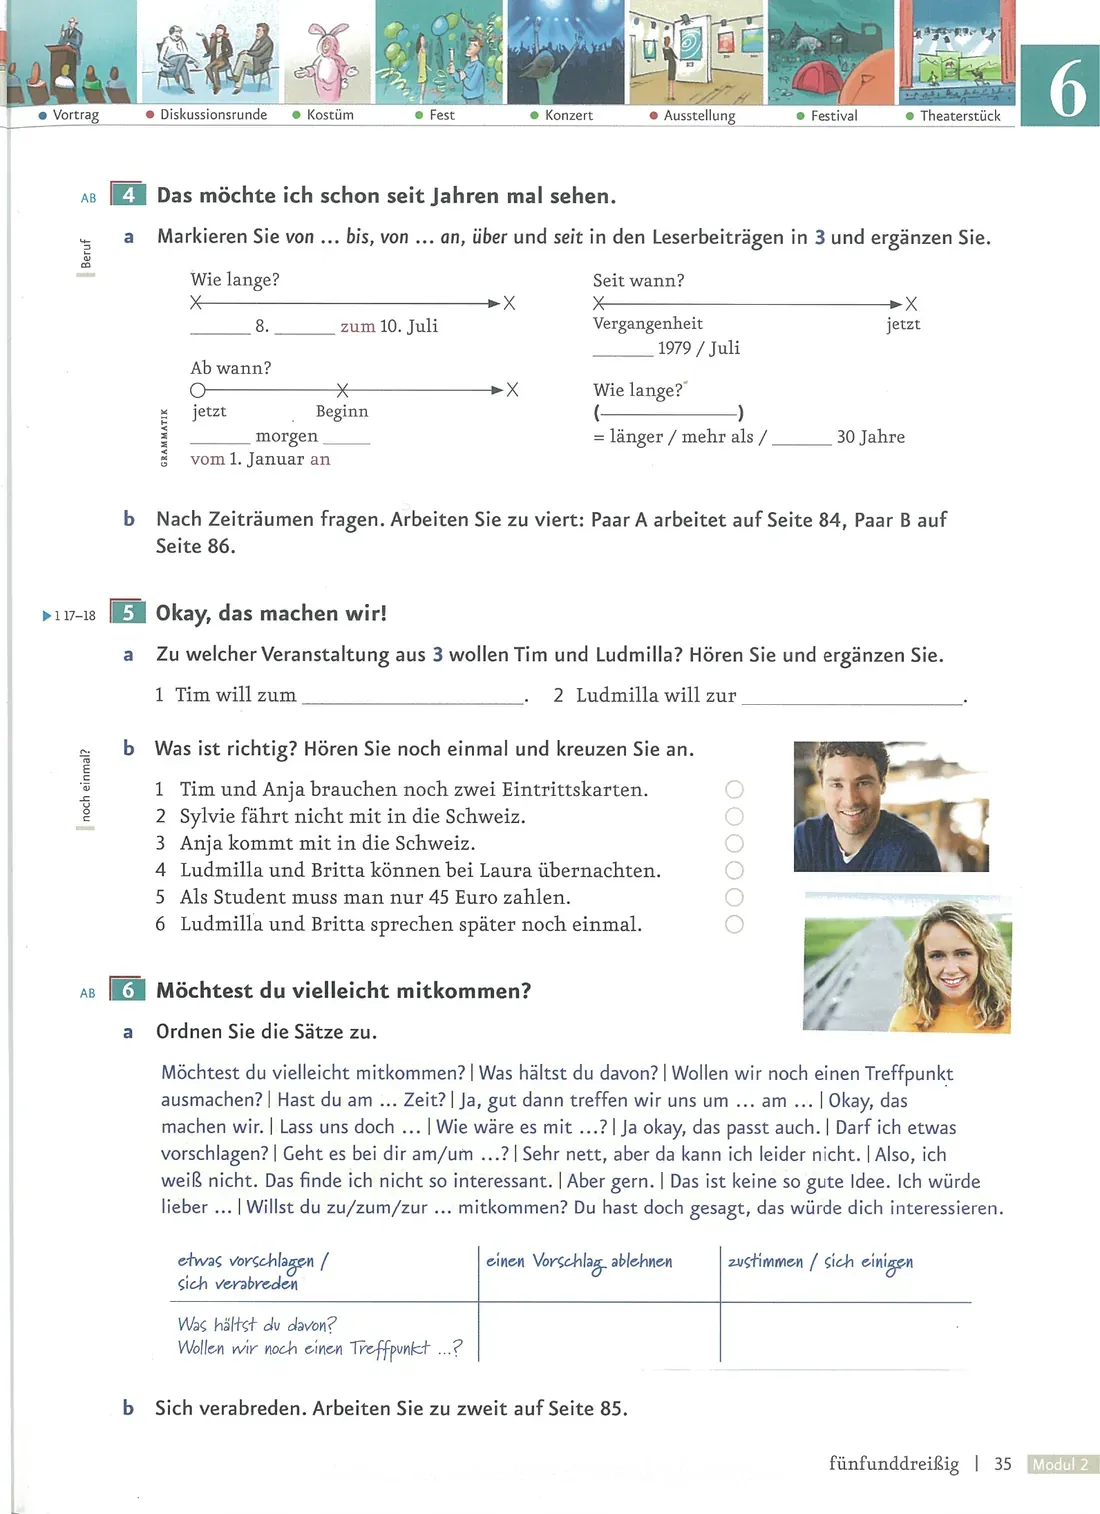 Vortrag
Diskussionsrunde
Kostüm
Fest
Konzert
Ausstellung
Festival
Theaterstück
6
AB 4 Das möchte ich schon seit Jahren mal sehen.
Beruf
a Markieren Sie von ... bis, von ... an, über und seit in den Leserbeiträgen in 3 und ergänzen Sie.
GRAMMATIK
Wie lange?
X X
______ 8. ______ zum 10. Juli
Ab wann?
X X
jetzt Beginn
______ morgen _____
vom 1. Januar an
Seit wann?
X X
Vergangenheit jetzt
______ 1979 / Juli
Wie lange?
( )
= länger / mehr als / ______ 30 Jahre
b Nach Zeiträumen fragen. Arbeiten Sie zu viert: Paar A arbeitet auf Seite 84, Paar B auf
Seite 86.
1 17–18 5 Okay, das machen wir!
a Zu welcher Veranstaltung aus 3 wollen Tim und Ludmilla? Hören Sie und ergänzen Sie.
1 Tim will zum ______________________. 2 Ludmilla will zur ______________________.
noch einmal?
b Was ist richtig? Hören Sie noch einmal und kreuzen Sie an.
1 Tim und Anja brauchen noch zwei Eintrittskarten.
2 Sylvie fährt nicht mit in die Schweiz.
3 Anja kommt mit in die Schweiz.
4 Ludmilla und Britta können bei Laura übernachten.
5 Als Student muss man nur 45 Euro zahlen.
6 Ludmilla und Britta sprechen später noch einmal.
AB 6 Möchtest du vielleicht mitkommen?
a Ordnen Sie die Sätze zu.
Möchtest du vielleicht mitkommen? | Was hältst du davon? | Wollen wir noch einen Treffpunkt
ausmachen? | Hast du am ... Zeit? | Ja, gut dann treffen wir uns um ... am ... | Okay, das
machen wir. | Lass uns doch ... | Wie wäre es mit ...? | Ja okay, das passt auch. | Darf ich etwas
vorschlagen? | Geht es bei dir am/um ...? | Sehr nett, aber da kann ich leider nicht. | Also, ich
weiß nicht. Das finde ich nicht so interessant. | Aber gern. | Das ist keine so gute Idee. Ich würde
lieber ... | Willst du zu/zum/zur ... mitkommen? Du hast doch gesagt, das würde dich interessieren.
etwas vorschlagen /
sich verabreden
einen Vorschlag ablehnen
zustimmen / sich einigen
Was hältst du davon?
Wollen wir noch einen Treffpunkt ...?
b Sich verabreden. Arbeiten Sie zu zweit auf Seite 85.
fünfunddreißig | 35 Modul 2